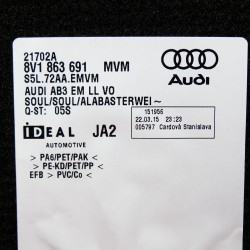 21702A
8V1 863 691 MVM
S5L.72AA.EMVM
Audi
AUDI AB3 EM LL VO
SOUL/SOUL/ALABASTERWEI~
Q-ST: 05S
151956
22.03.15 23:23
005797 Cardová Stanislava
iDEAL JA2
AUTOMOTIVE
> PA6/PET/PAK <
> PE-KD/PET/PP <
EFB > PVC/Co <